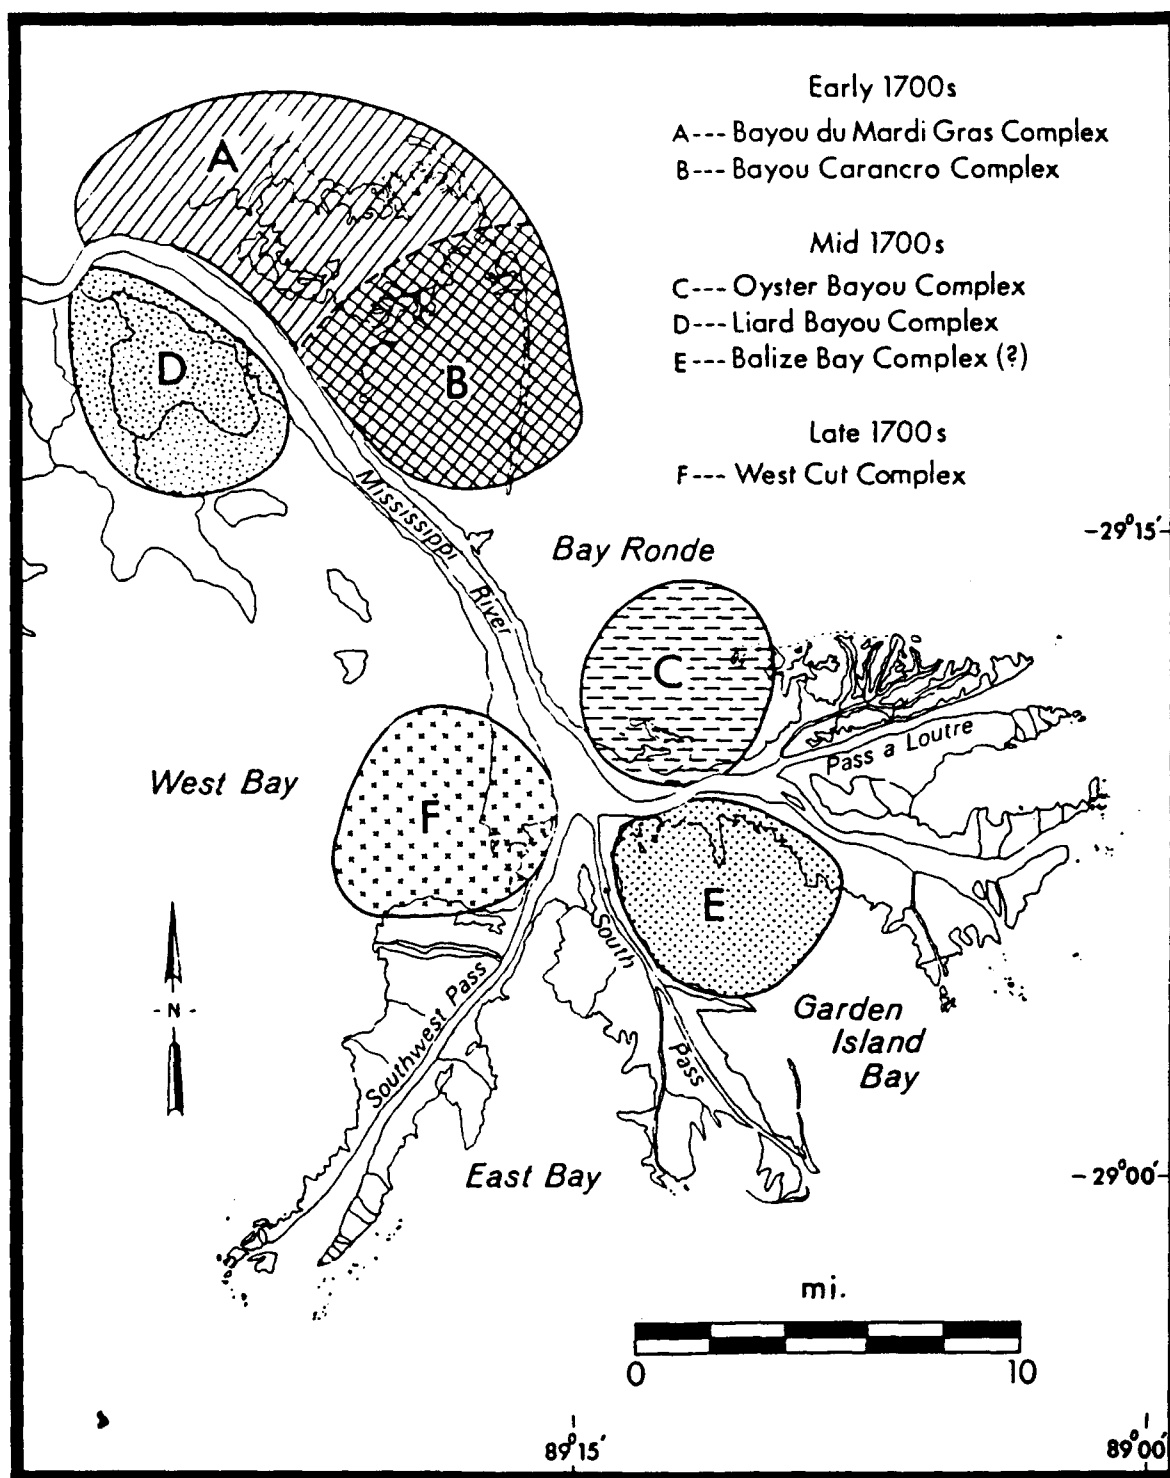 Early 1700s
A--- Bayou du Mardi Gras Complex
B--- Bayou Carancro Complex
Mid 1700s
C--- Oyster Bayou Complex
D--- Liard Bayou Complex
E--- Balize Bay Complex (?)
Late 1700s
F--- West Cut Complex
A
D
B
Mississippi River
Bay Ronde
-29°15'-
C
Pass a Loutre
West Bay
F
E
South Pass
Southwest Pass
-N-
Garden
Island
Bay
East Bay
-29°00'-
mi.
0 10
89°15' 89°00'